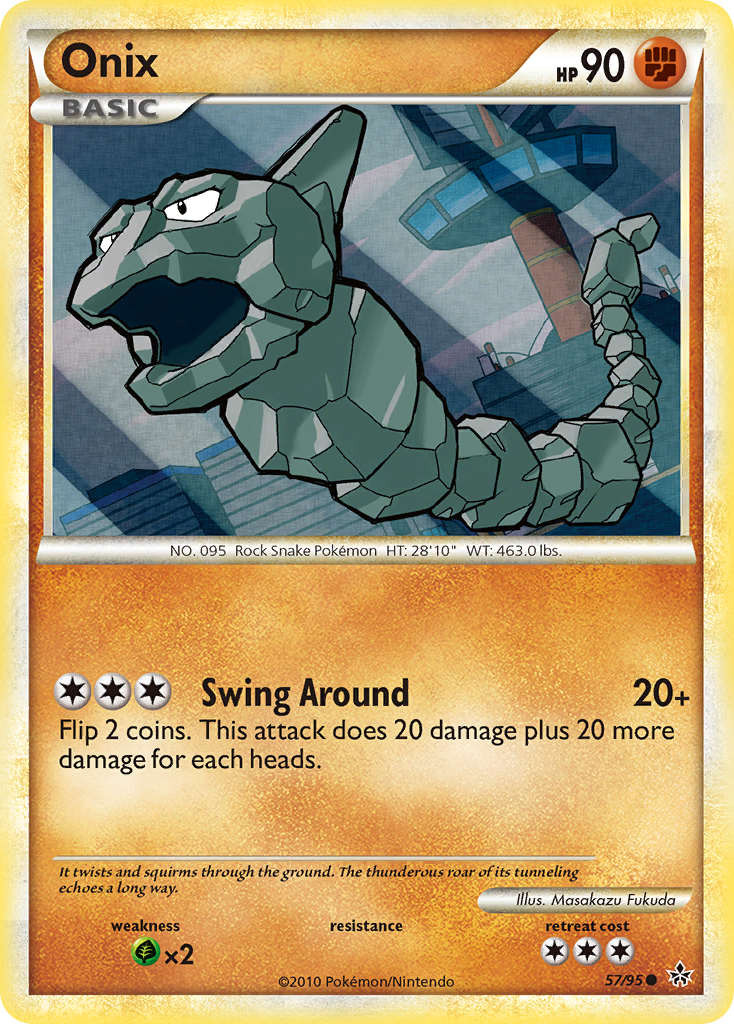 Onix
HP 90
BASIC
NO. 095 Rock Snake Pokémon HT: 28'10" WT: 463.0 lbs.
Swing Around 20+
Flip 2 coins. This attack does 20 damage plus 20 more
damage for each heads.
It twists and squirms through the ground. The thunderous roar of its tunneling
echoes a long way.
Illus. Masakazu Fukuda
weakness resistance retreat cost
×2
©2010 Pokémon/Nintendo
57/95